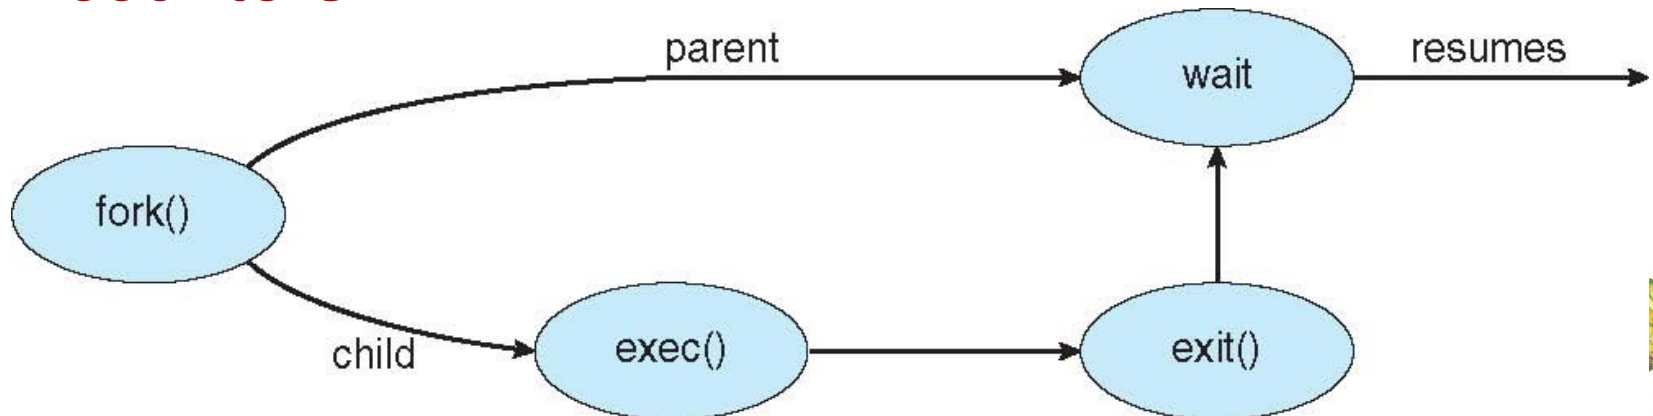 parent
resumes
wait
fork()
child
exec()
exit()